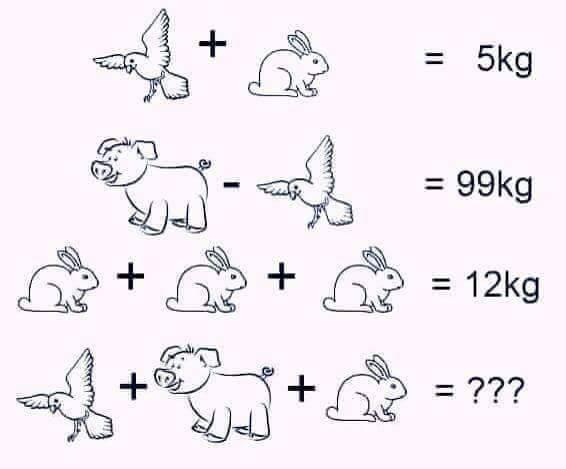 + = 5kg
- = 99kg
+ + = 12kg
+ + = ???